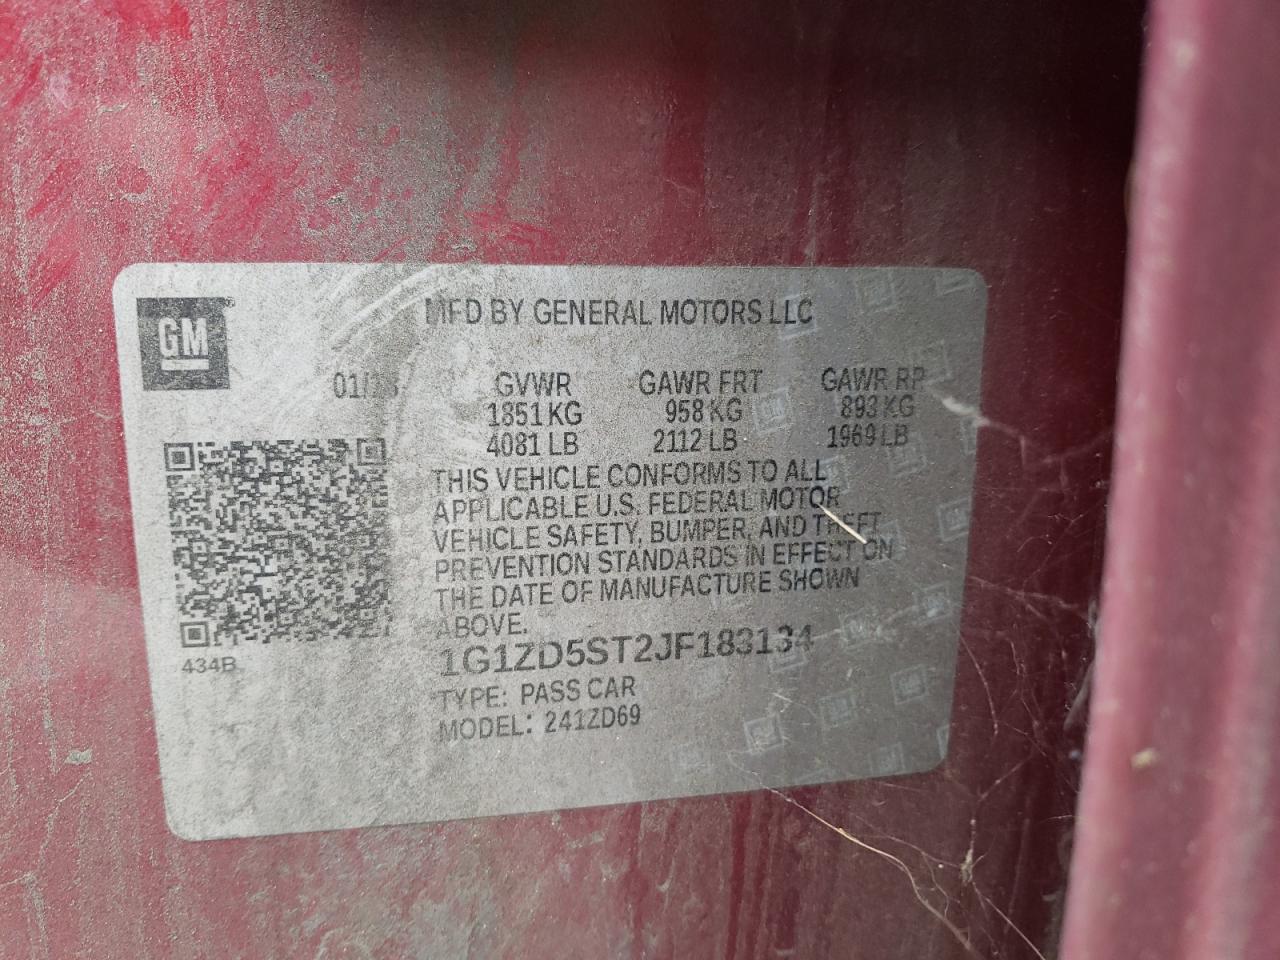 GM
MFD BY GENERAL MOTORS LLC
GVWR GAWR FRT GAWR RR
1851 KG 958 KG 893 KG
4081 LB 2112 LB 1969 LB
THIS VEHICLE CONFORMS TO ALL
APPLICABLE U.S. FEDERAL MOTOR
VEHICLE SAFETY, BUMPER, AND THEFT
PREVENTION STANDARDS IN EFFECT ON
THE DATE OF MANUFACTURE SHOWN
ABOVE.
1G1ZD5ST2JF183134
434B
TYPE: PASS CAR
MODEL: 241ZD69